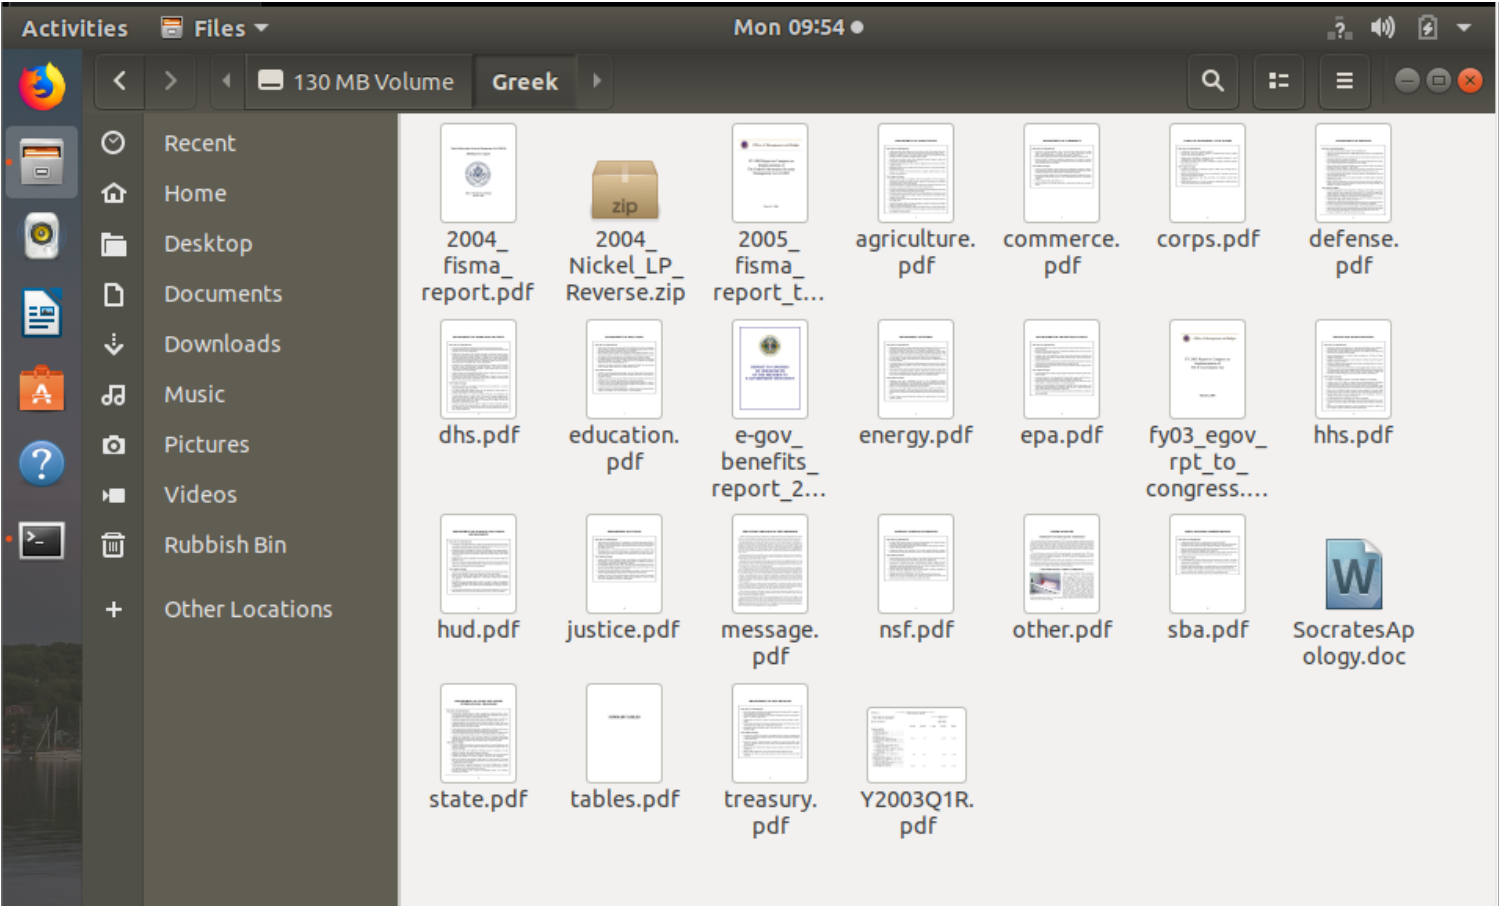 Activities Files Mon 09:54
130 MB Volume Greek
Recent
Home
Desktop
Documents
Downloads
Music
Pictures
Videos
Rubbish Bin
Other Locations
2004_
fisma_
report.pdf
zip
2004_
Nickel_LP_
Reverse.zip
2005_
fisma_
report_t...
agriculture.
pdf
commerce.
pdf
corps.pdf
defense.
pdf
dhs.pdf
education.
pdf
e-gov_
benefits_
report_2...
energy.pdf
epa.pdf
fy03_egov_
rpt_to_
congress....
hhs.pdf
hud.pdf
justice.pdf
message.
pdf
nsf.pdf
other.pdf
sba.pdf
W
SocratesAp
ology.doc
state.pdf
tables.pdf
treasury.
pdf
Y2003Q1R.
pdf